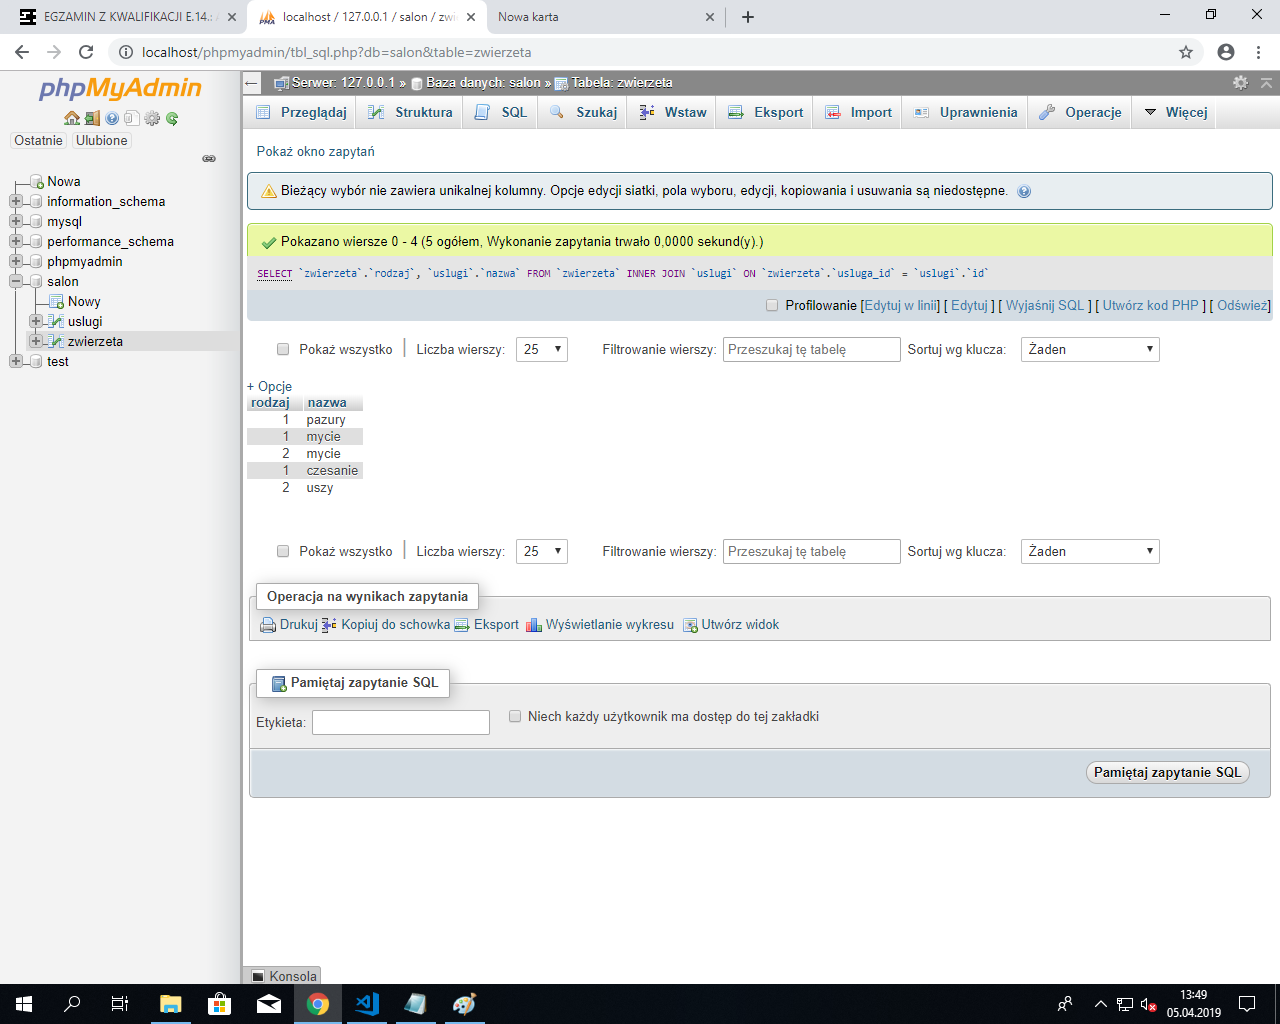 EGZAMIN Z KWALIFIKACJI E.14.:
localhost / 127.0.0.1 / salon / zwi
Nowa karta
localhost/phpmyadmin/tbl_sql.php?db=salon&table=zwierzeta
phpMyAdmin
Ostatnie Ulubione
Nowa
information_schema
mysql
performance_schema
phpmyadmin
salon
Nowy
uslugi
zwierzeta
test
Serwer: 127.0.0.1 » Baza danych: salon » Tabela: zwierzeta
Przeglądaj Struktura SQL Szukaj Wstaw Eksport Import Uprawnienia Operacje Więcej
Pokaż okno zapytań
Bieżący wybór nie zawiera unikalnej kolumny. Opcje edycji siatki, pola wyboru, edycji, kopiowania i usuwania są niedostępne.
Pokazano wiersze 0 - 4 (5 ogółem, Wykonanie zapytania trwało 0,0000 sekund(y).)
SELECT `zwierzeta`.`rodzaj`, `uslugi`.`nazwa` FROM `zwierzeta` INNER JOIN `uslugi` ON `zwierzeta`.`usluga_id` = `uslugi`.`id`
Profilowanie [Edytuj w linii] [ Edytuj ] [ Wyjaśnij SQL ] [ Utwórz kod PHP ] [ Odśwież]
Pokaż wszystko Liczba wierszy: 25 Filtrowanie wierszy: Przeszukaj tę tabelę Sortuj wg klucza: Żaden
+ Opcje
rodzaj nazwa
1 pazury
1 mycie
2 mycie
1 czesanie
2 uszy
Pokaż wszystko Liczba wierszy: 25 Filtrowanie wierszy: Przeszukaj tę tabelę Sortuj wg klucza: Żaden
Operacja na wynikach zapytania
Drukuj Kopiuj do schowka Eksport Wyświetlanie wykresu Utwórz widok
Pamiętaj zapytanie SQL
Etykieta: Niech każdy użytkownik ma dostęp do tej zakładki
Pamiętaj zapytanie SQL
Konsola
13:49
05.04.2019